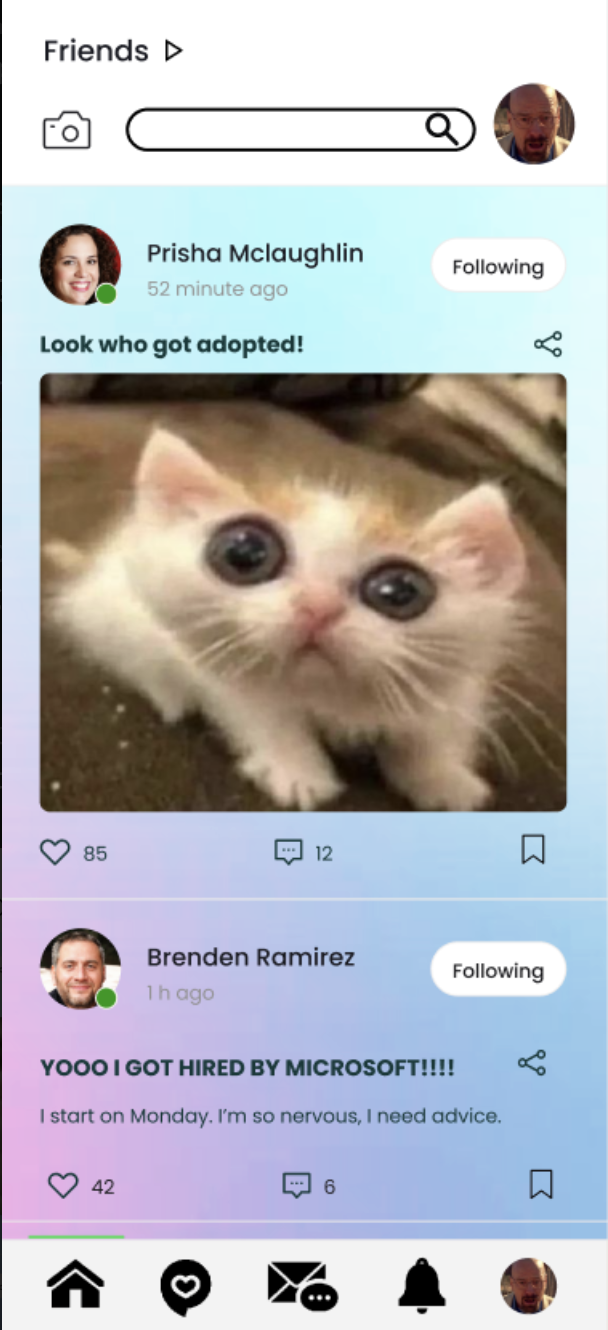 Friends
Prisha Mclaughlin
Following
52 minute ago
Look who got adopted!
85
12
Brenden Ramirez
Following
1 h ago
YOOO I GOT HIRED BY MICROSOFT!!!!
I start on Monday. I'm so nervous, I need advice.
42
6